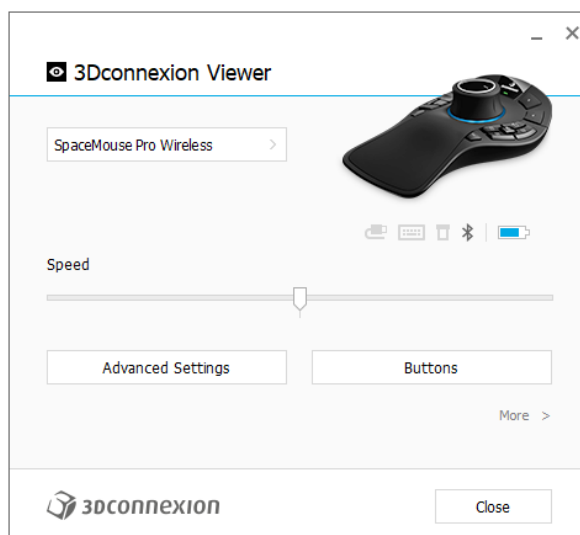 3Dconnexion Viewer
SpaceMouse Pro Wireless
Speed
Advanced Settings
Buttons
More >
3Dconnexion
Close